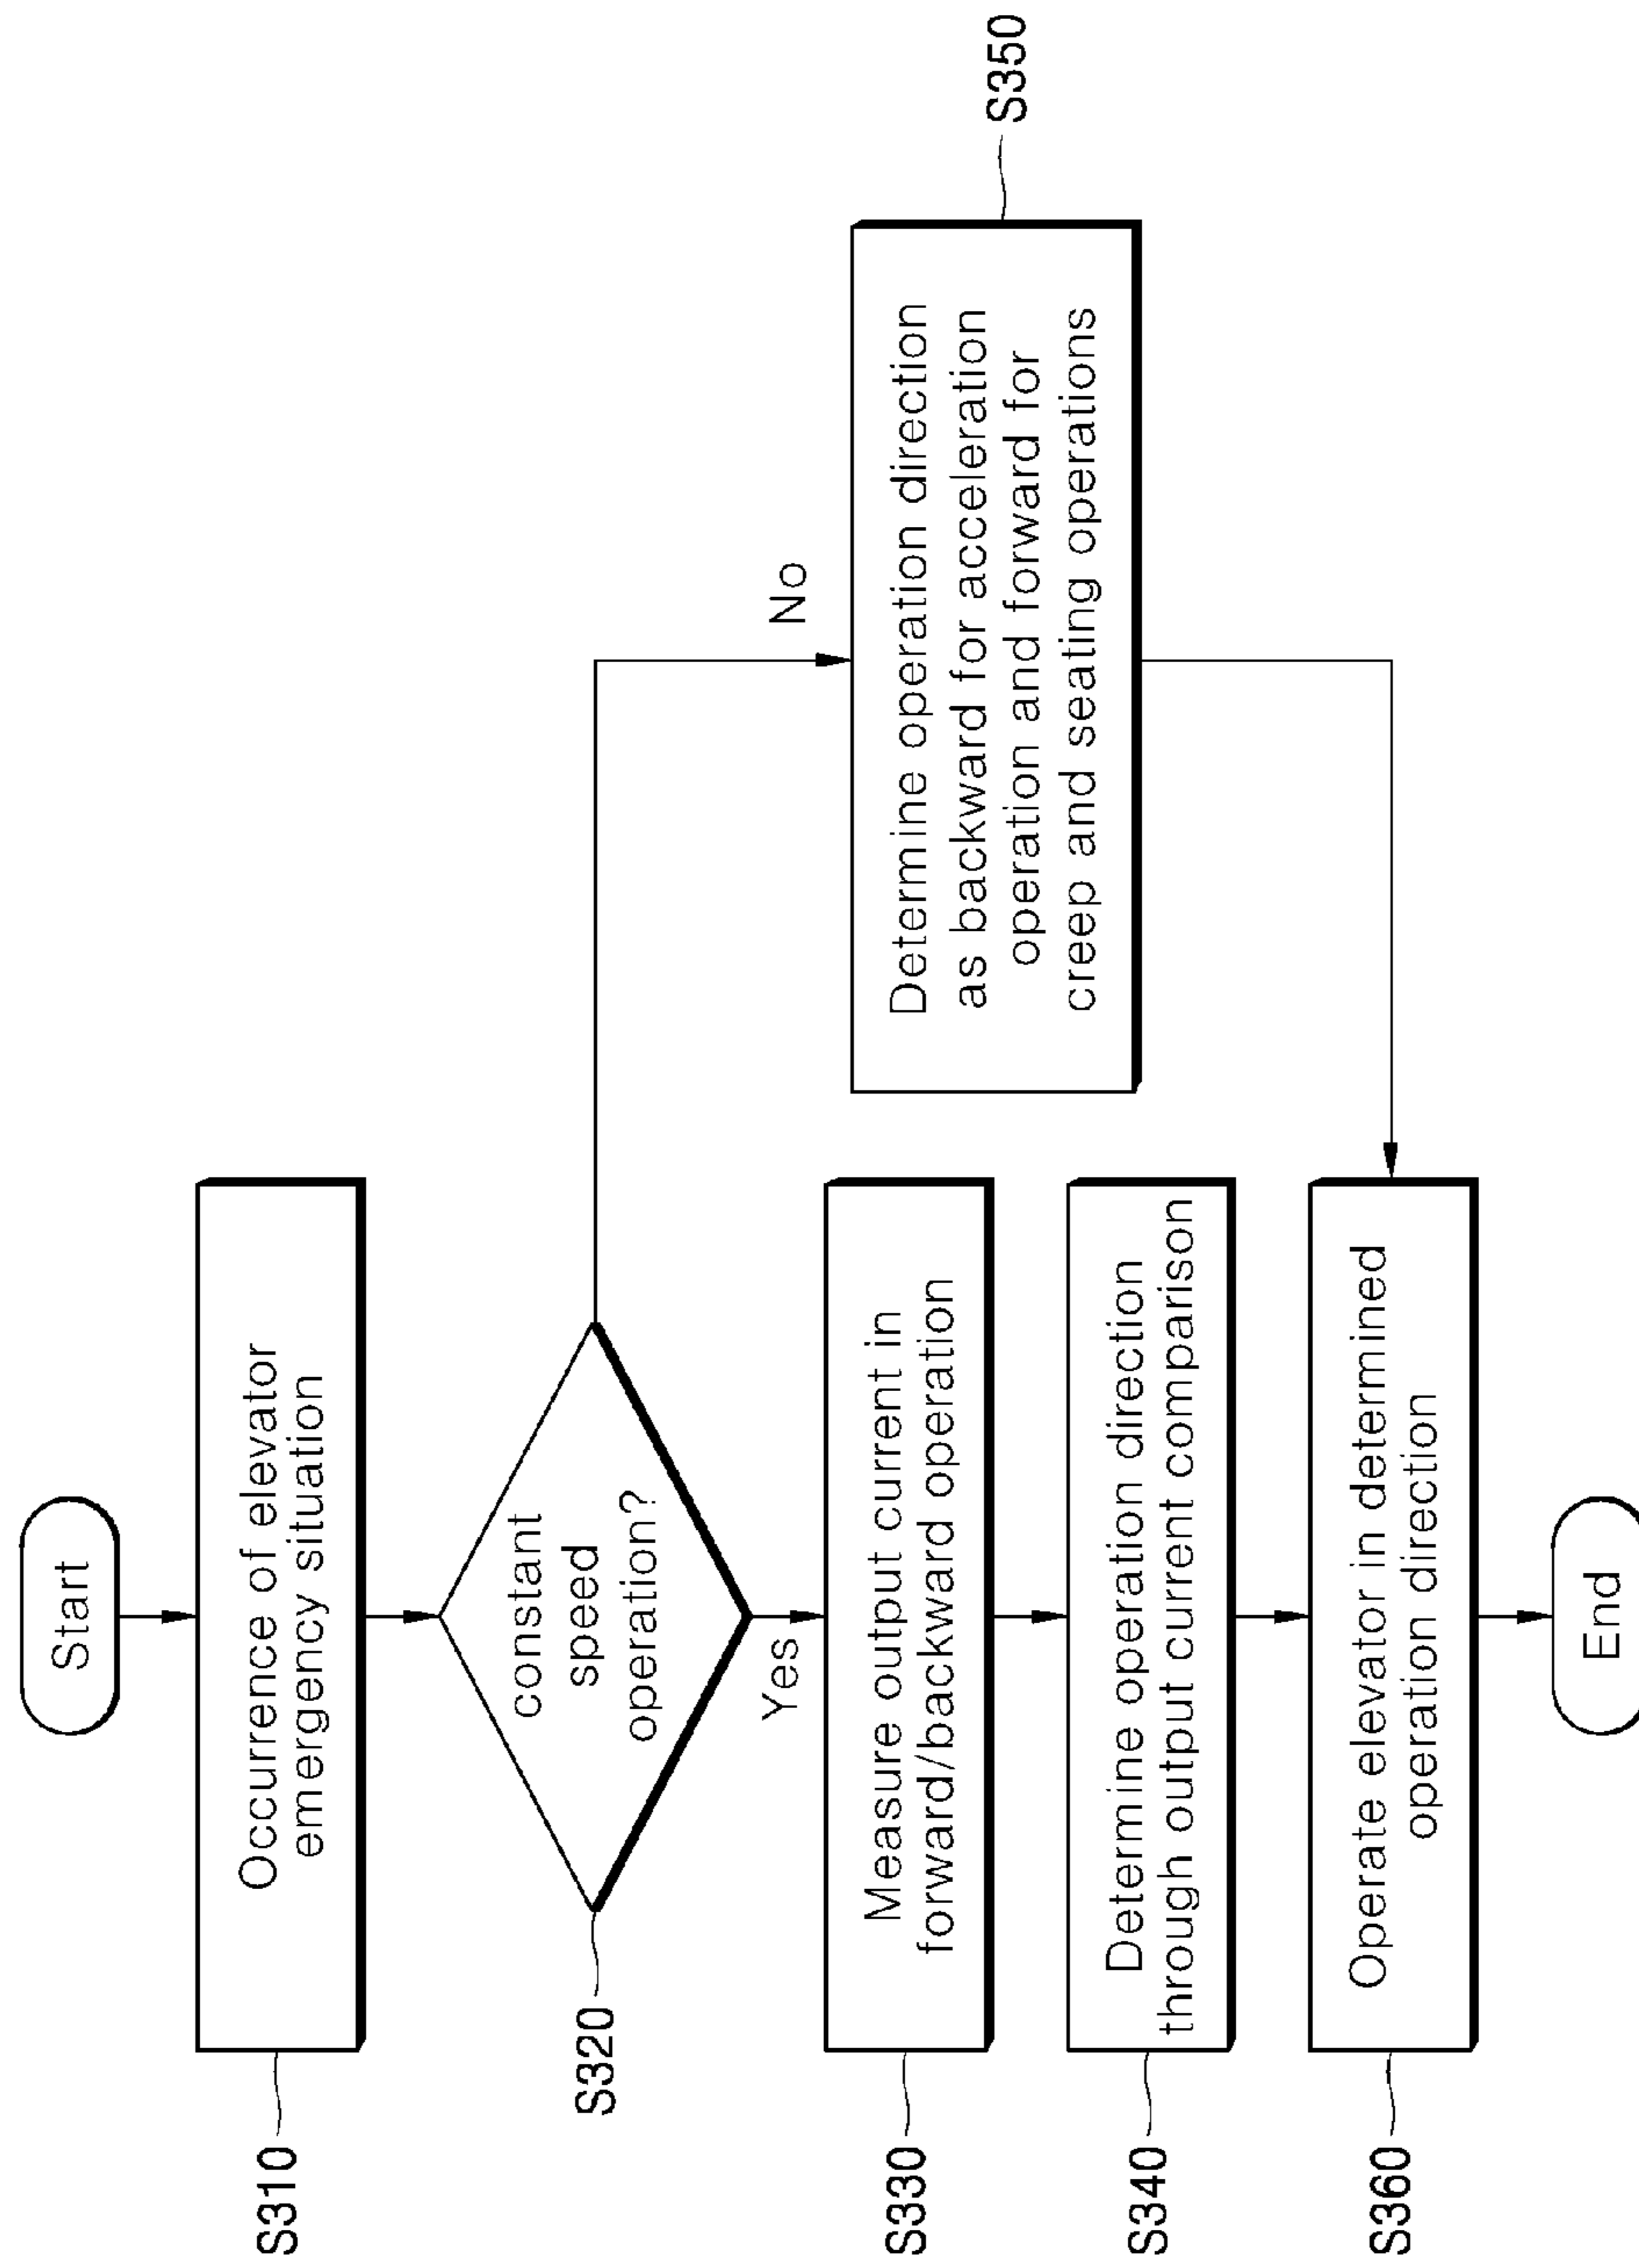 Start
S310
Occurrence of elevator
emergency situation
S320
constant
speed
operation?
Yes
No
S330
Measure output current in
forward/backward operation
S340
Determine operation direction
through output current comparison
Determine operation direction
as backward for acceleration
operation and forward for
creep and seating operations
S350
S360
Operate elevator in determined
operation direction
End